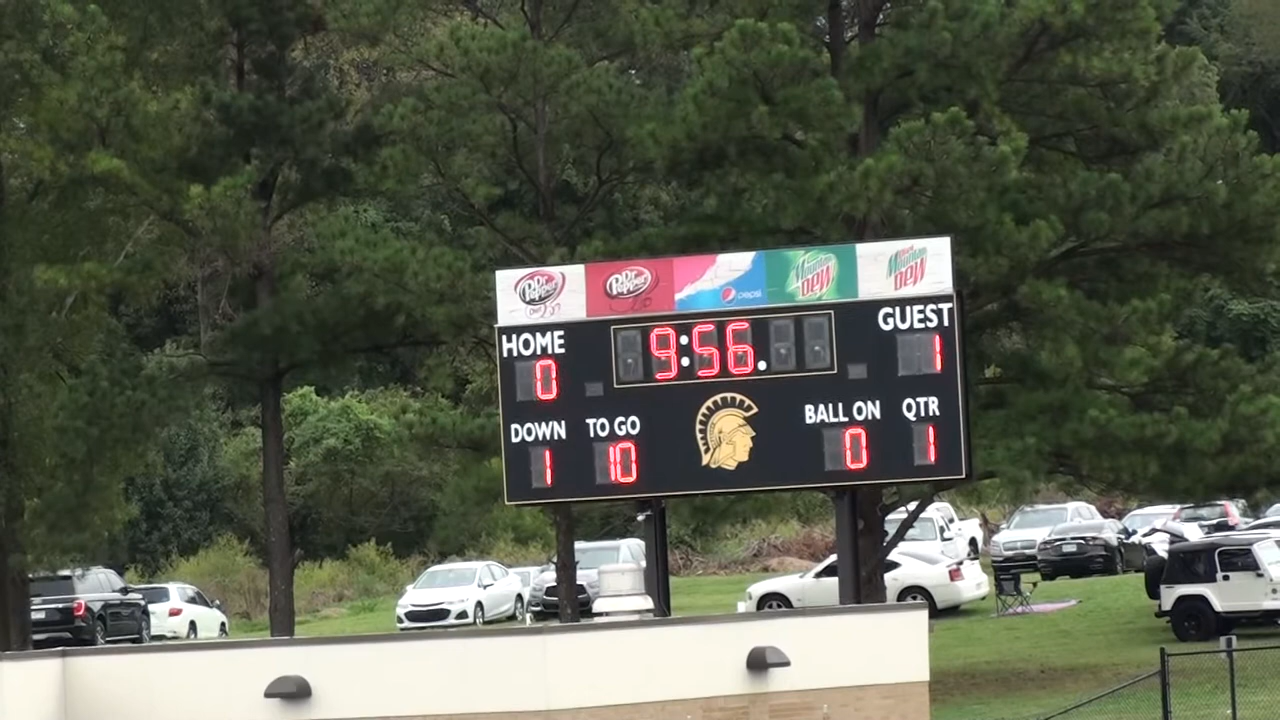 Dr Pepper Dr Pepper pepsi Mountain Dew Diet Mountain Dew
HOME 9:56. GUEST
0 1
DOWN TO GO BALL ON QTR
1 10 0 1